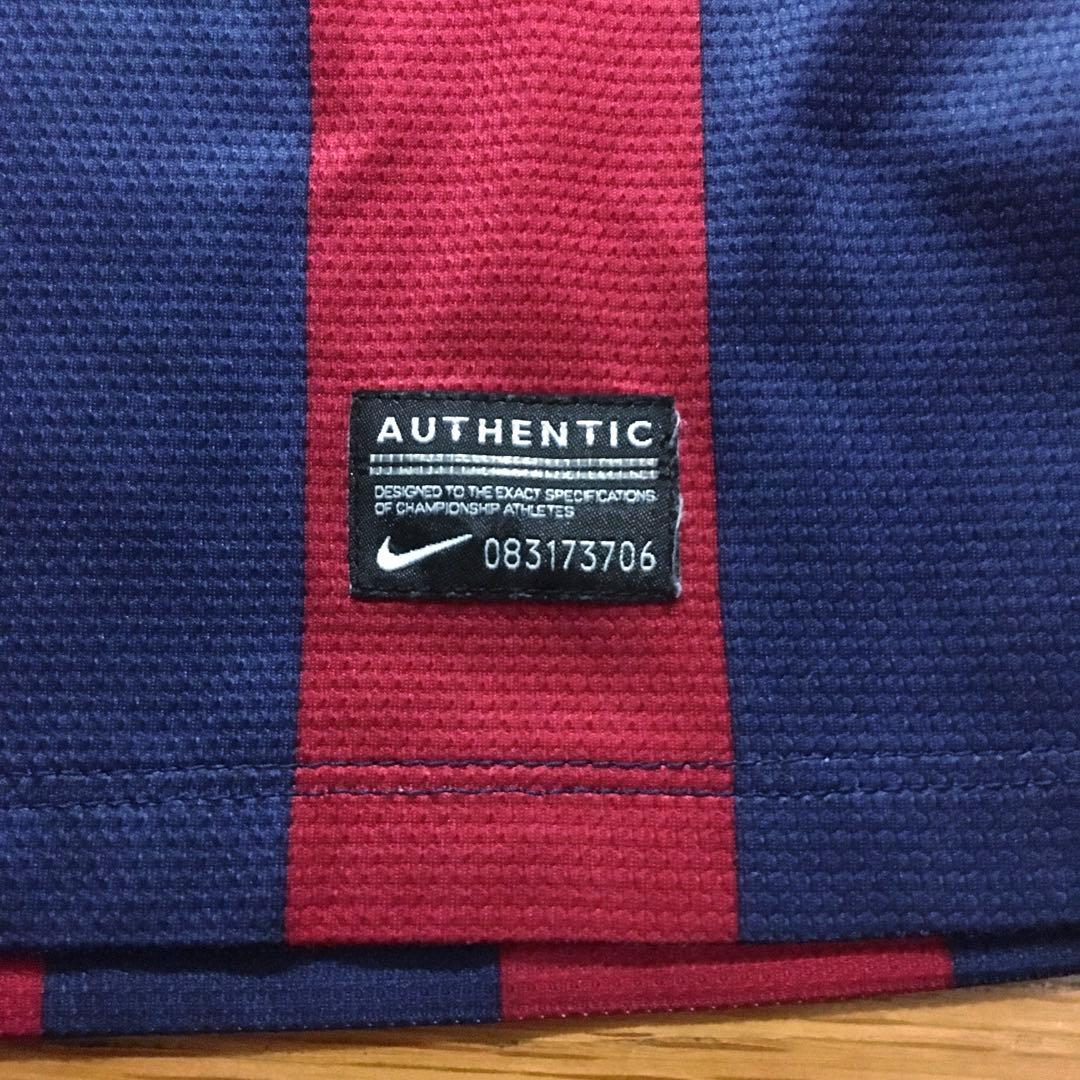 AUTHENTIC
DESIGNED TO THE EXACT SPECIFICATIONS
OF CHAMPIONSHIP ATHLETES
083173706